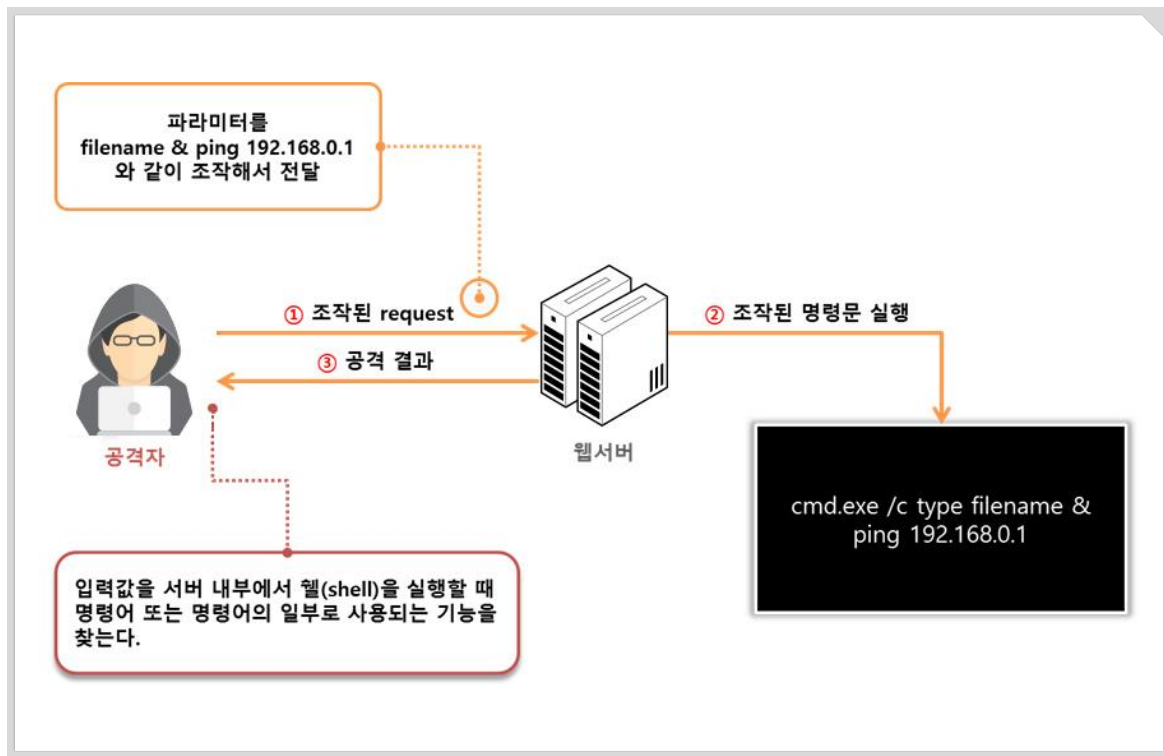 파라미터를
filename & ping 192.168.0.1
와 같이 조작해서 전달
① 조작된 request
② 조작된 명령문 실행
③ 공격 결과
공격자
웹서버
cmd.exe /c type filename &
ping 192.168.0.1
입력값을 서버 내부에서 웰(shell)을 실행할 때
명령어 또는 명령어의 일부로 사용되는 기능을
찾는다.